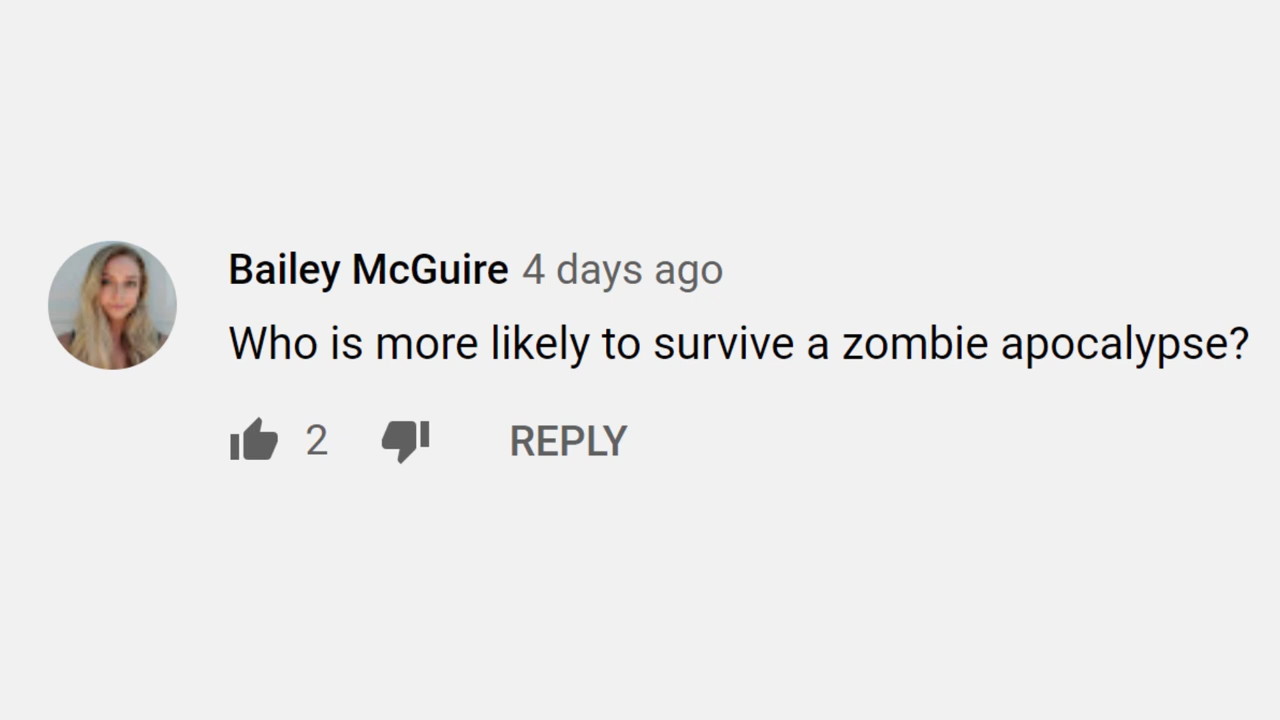 Bailey McGuire 4 days ago
Who is more likely to survive a zombie apocalypse?
2 REPLY